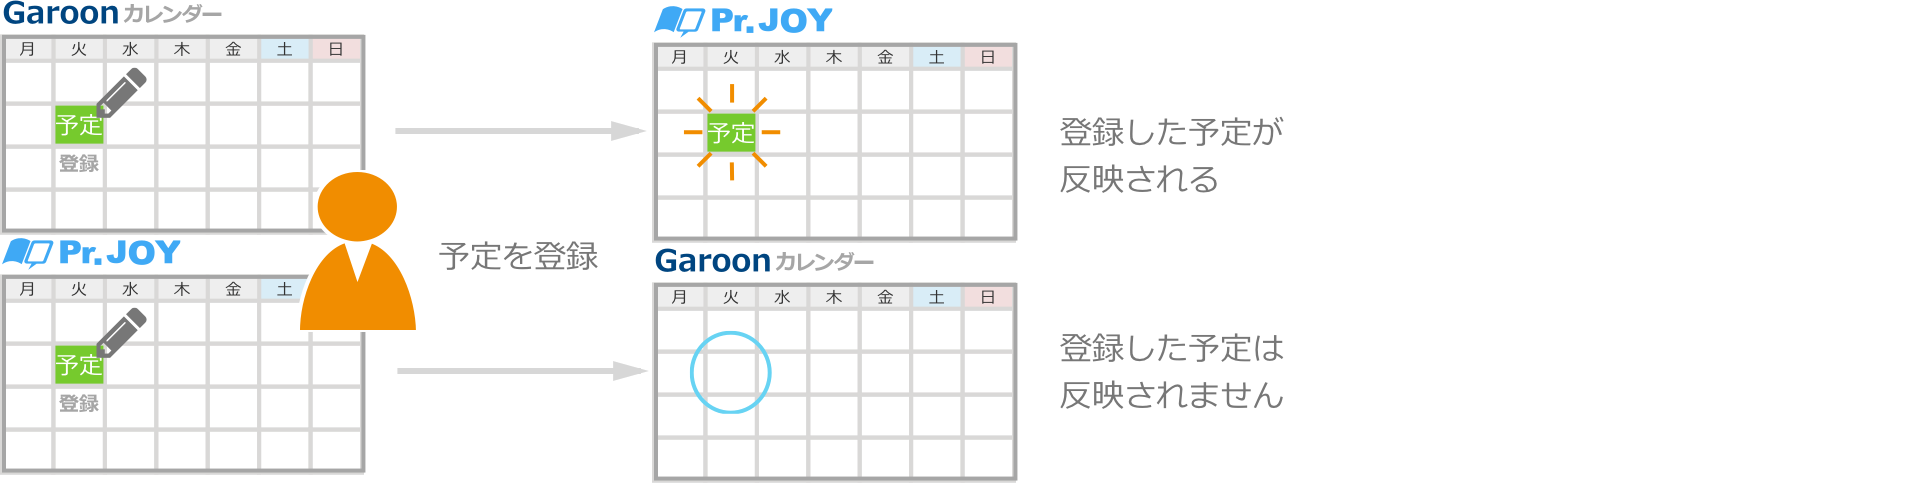 Garoon カレンダー
月 火 水 木 金 土 日
予定
登録
Pr.JOY
月 火 水 木 金 土
予定
登録
予定を登録
Pr.JOY
月 火 水 木 金 土 日
予定
Garoon カレンダー
月 火 水 木 金 土 日
登録した予定が
反映される
登録した予定は
反映されません